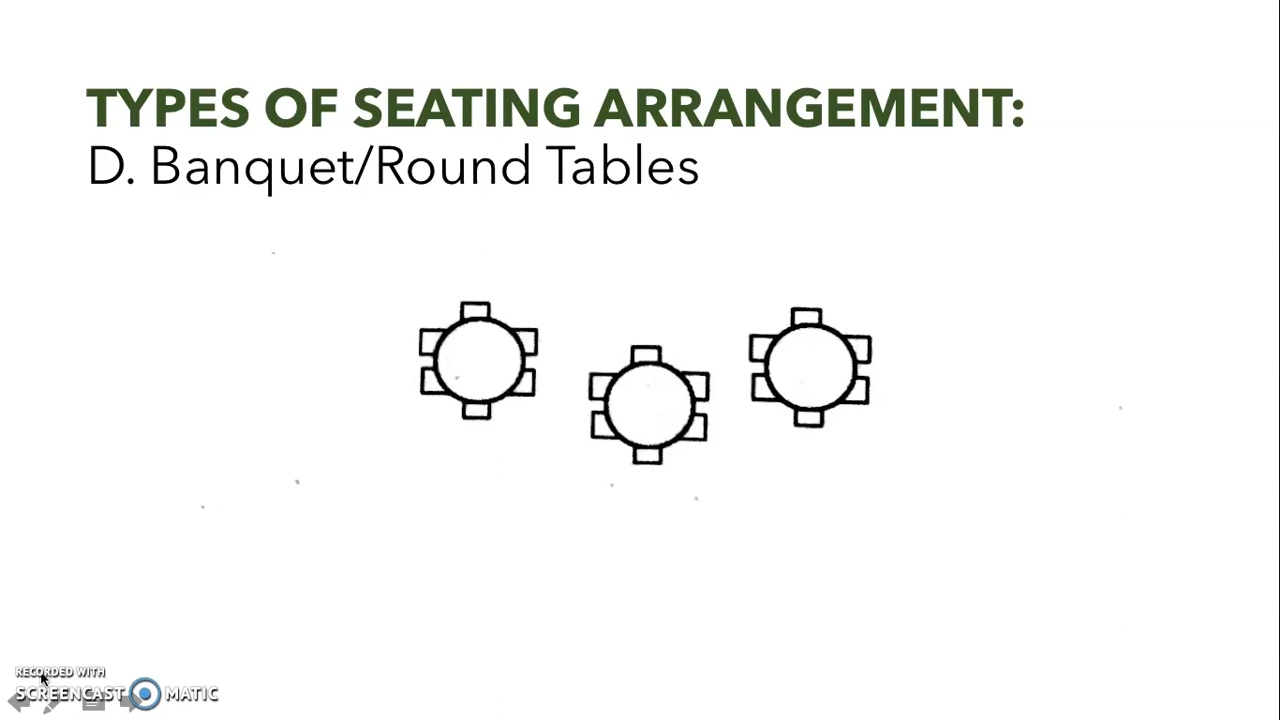 TYPES OF SEATING ARRANGEMENT:
D. Banquet/Round Tables
RECORDED WITH
SCREENCAST MATIC